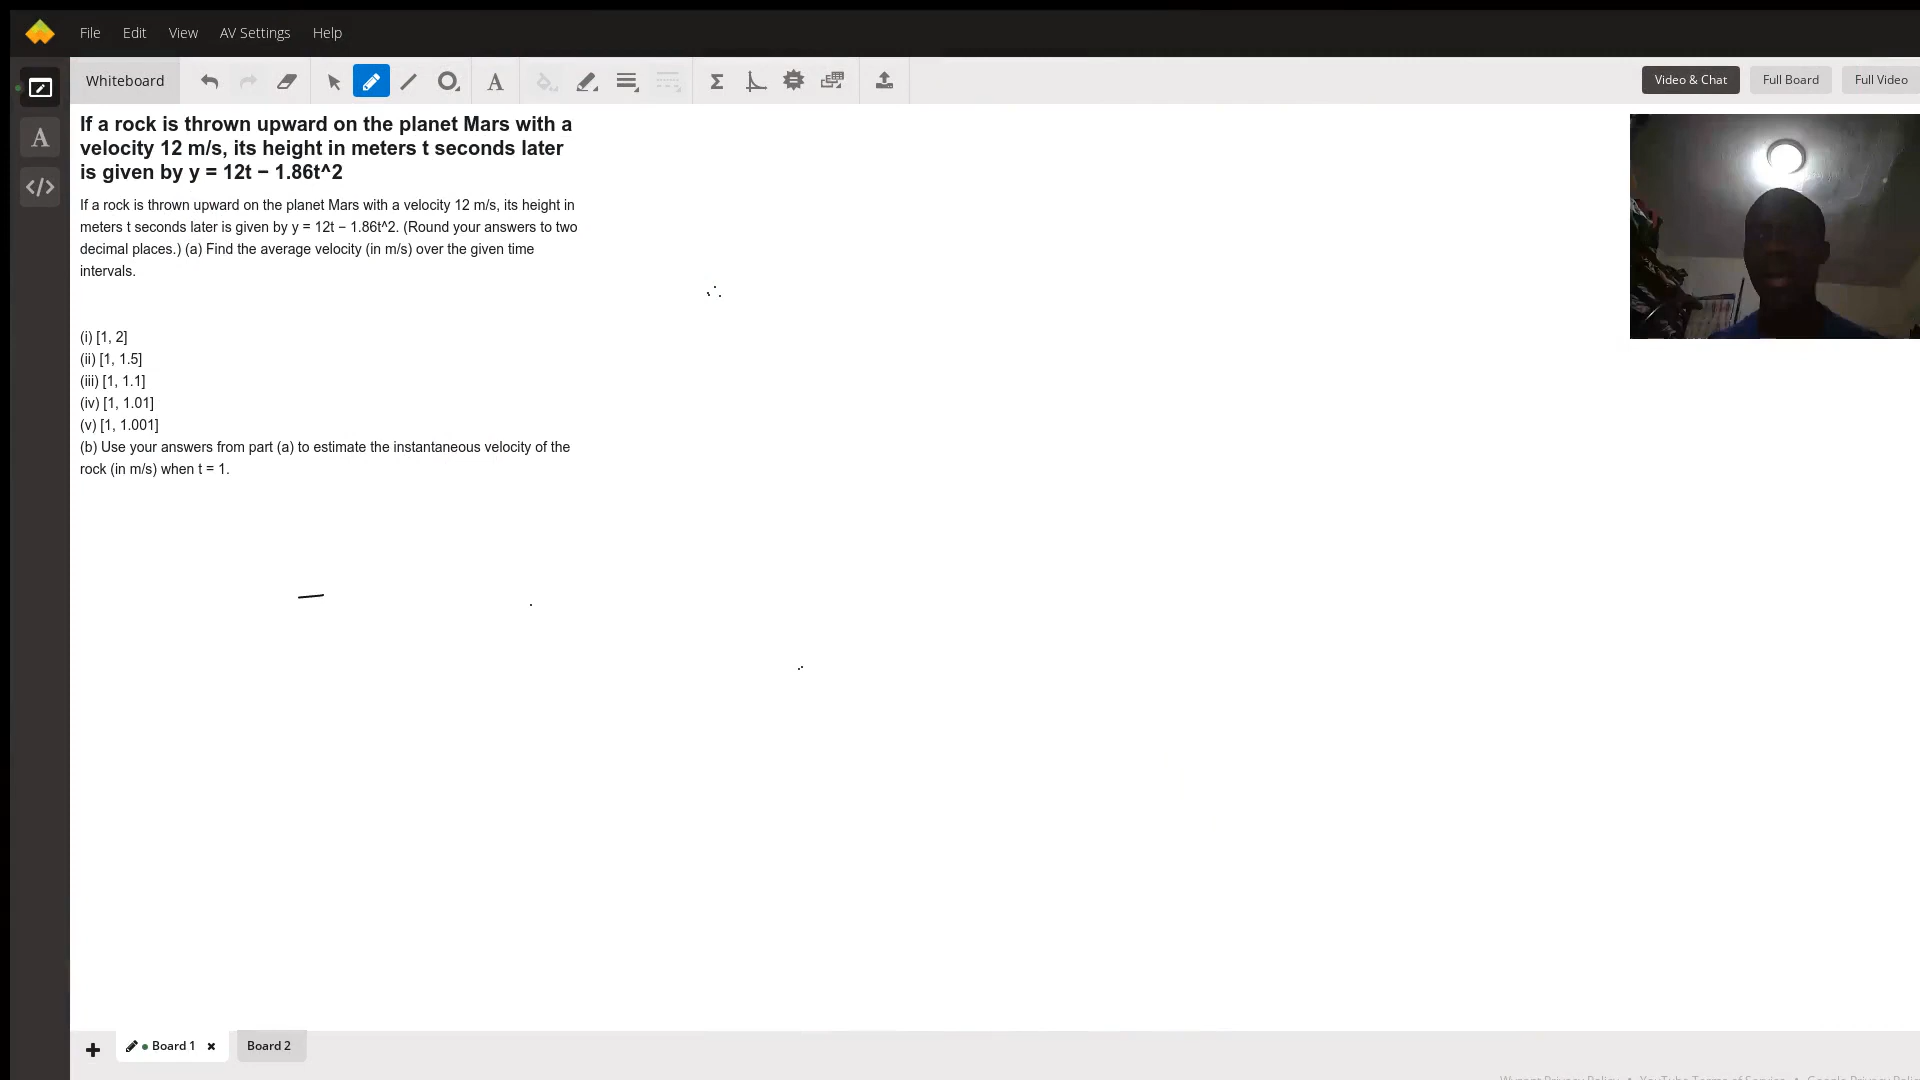 File Edit View AV Settings Help
Whiteboard A Σ Video & Chat Full Board Full Video
A
</>
If a rock is thrown upward on the planet Mars with a
velocity 12 m/s, its height in meters t seconds later
is given by y = 12t − 1.86t^2
If a rock is thrown upward on the planet Mars with a velocity 12 m/s, its height in
meters t seconds later is given by y = 12t − 1.86t^2. (Round your answers to two
decimal places.) (a) Find the average velocity (in m/s) over the given time
intervals.
(i) [1, 2]
(ii) [1, 1.5]
(iii) [1, 1.1]
(iv) [1, 1.01]
(v) [1, 1.001]
(b) Use your answers from part (a) to estimate the instantaneous velocity of the
rock (in m/s) when t = 1.
Board 1 Board 2